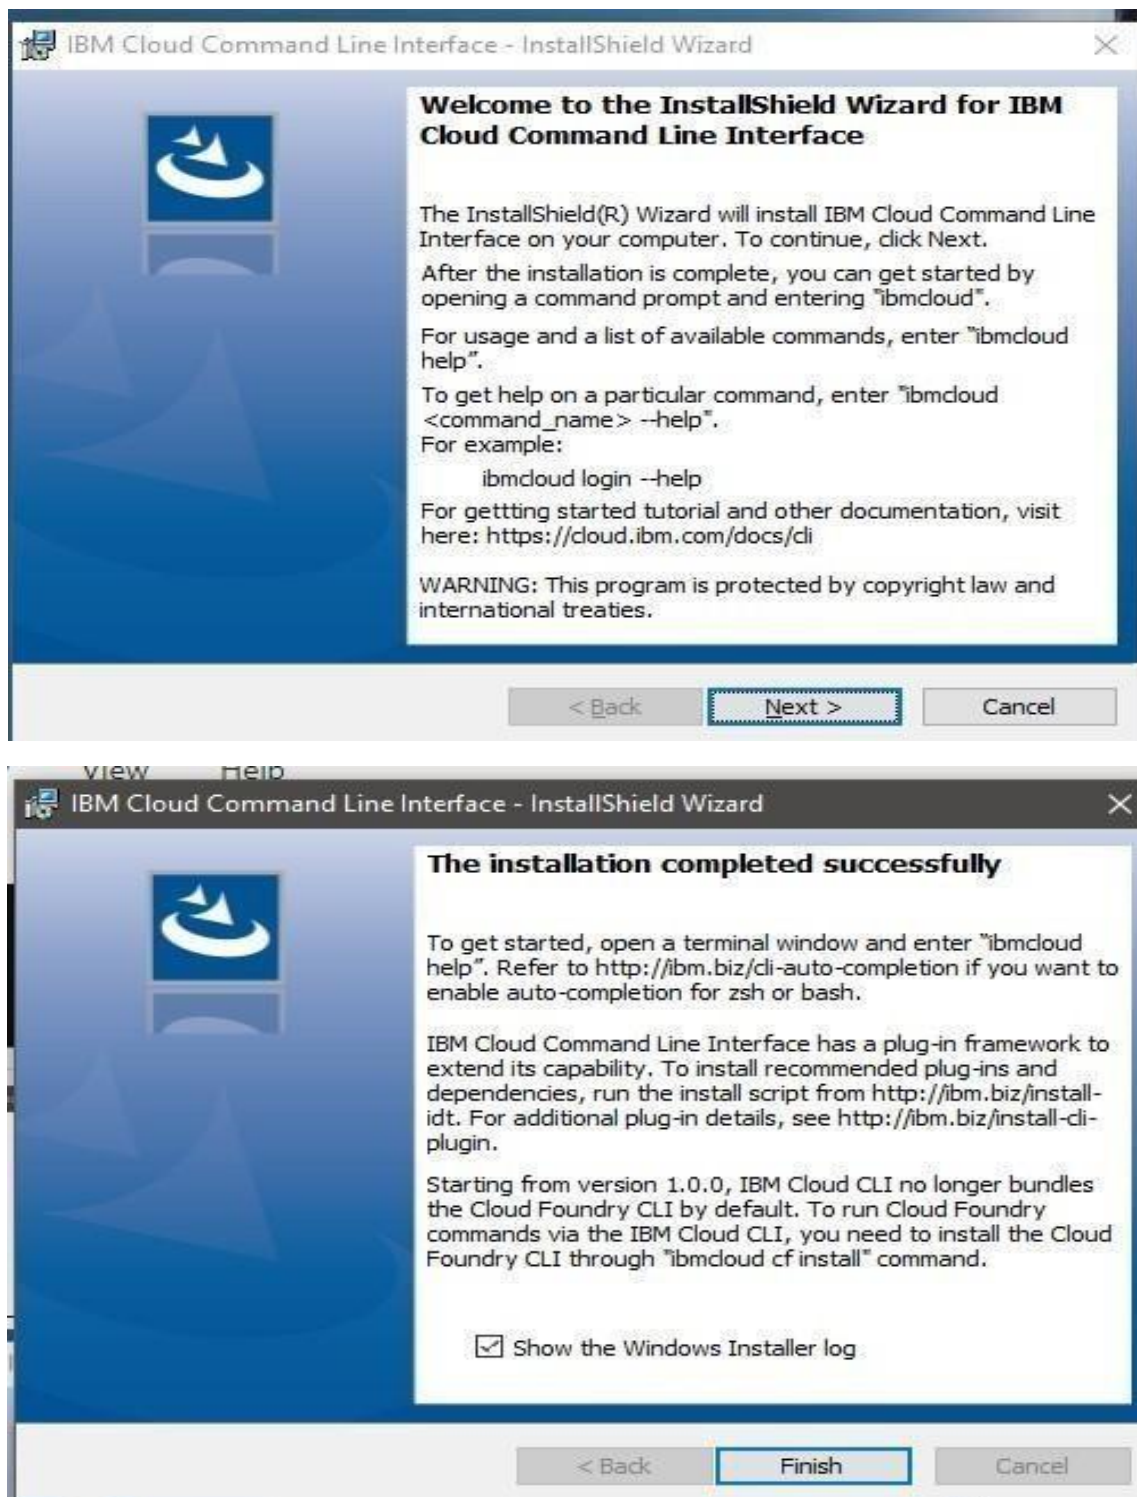 IBM Cloud Command Line Interface - InstallShield Wizard
Welcome to the InstallShield Wizard for IBM
Cloud Command Line Interface
The InstallShield(R) Wizard will install IBM Cloud Command Line
Interface on your computer. To continue, click Next.
After the installation is complete, you can get started by
opening a command prompt and entering "ibmcloud".
For usage and a list of available commands, enter "ibmcloud
help".
To get help on a particular command, enter "ibmcloud
<command_name> --help".
For example:
ibmcloud login --help
For gettting started tutorial and other documentation, visit
here: https://cloud.ibm.com/docs/cli
WARNING: This program is protected by copyright law and
international treaties.
< Back Next > Cancel
View Help
IBM Cloud Command Line Interface - InstallShield Wizard
The installation completed successfully
To get started, open a terminal window and enter "ibmcloud
help". Refer to http://ibm.biz/cli-auto-completion if you want to
enable auto-completion for zsh or bash.
IBM Cloud Command Line Interface has a plug-in framework to
extend its capability. To install recommended plug-ins and
dependencies, run the install script from http://ibm.biz/install-
idt. For additional plug-in details, see http://ibm.biz/install-cli-
plugin.
Starting from version 1.0.0, IBM Cloud CLI no longer bundles
the Cloud Foundry CLI by default. To run Cloud Foundry
commands via the IBM Cloud CLI, you need to install the Cloud
Foundry CLI through "ibmcloud cf install" command.
Show the Windows Installer log
< Back Finish Cancel